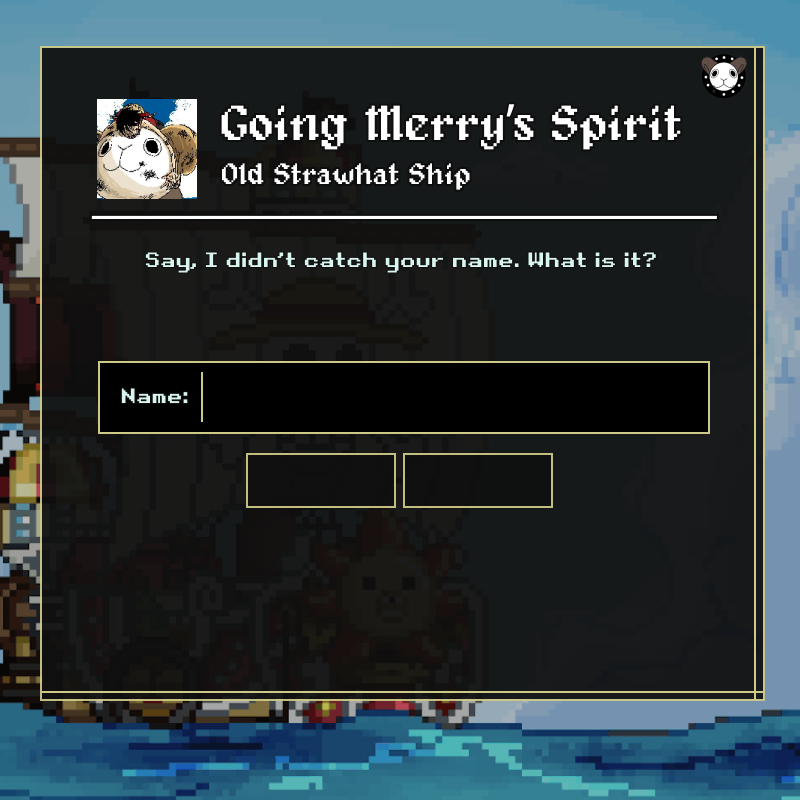 Going Merry's Spirit
Old Strawhat Ship
Say, I didn't catch your name. What is it?
Name: